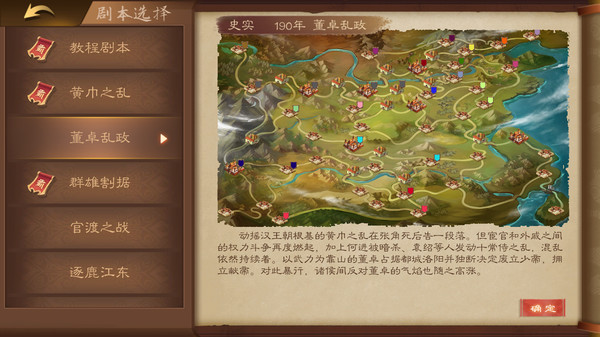 剧本选择
教程剧本
黄巾之乱
董卓乱政
群雄割据
官渡之战
逐鹿江东
史实 190年 董卓乱政
动摇汉王朝根基的黄巾之乱在张角死后告一段落。但宦官和外戚之间
的权力斗争再度燃起，加上何进被暗杀、袁绍等人发动十常侍之乱，混乱
依然持续着。以武力为靠山的董卓占据都城洛阳并独断决定废立少帝，拥
立献帝。对此暴行，诸侯间反对董卓的气焰也随之高涨。
确定